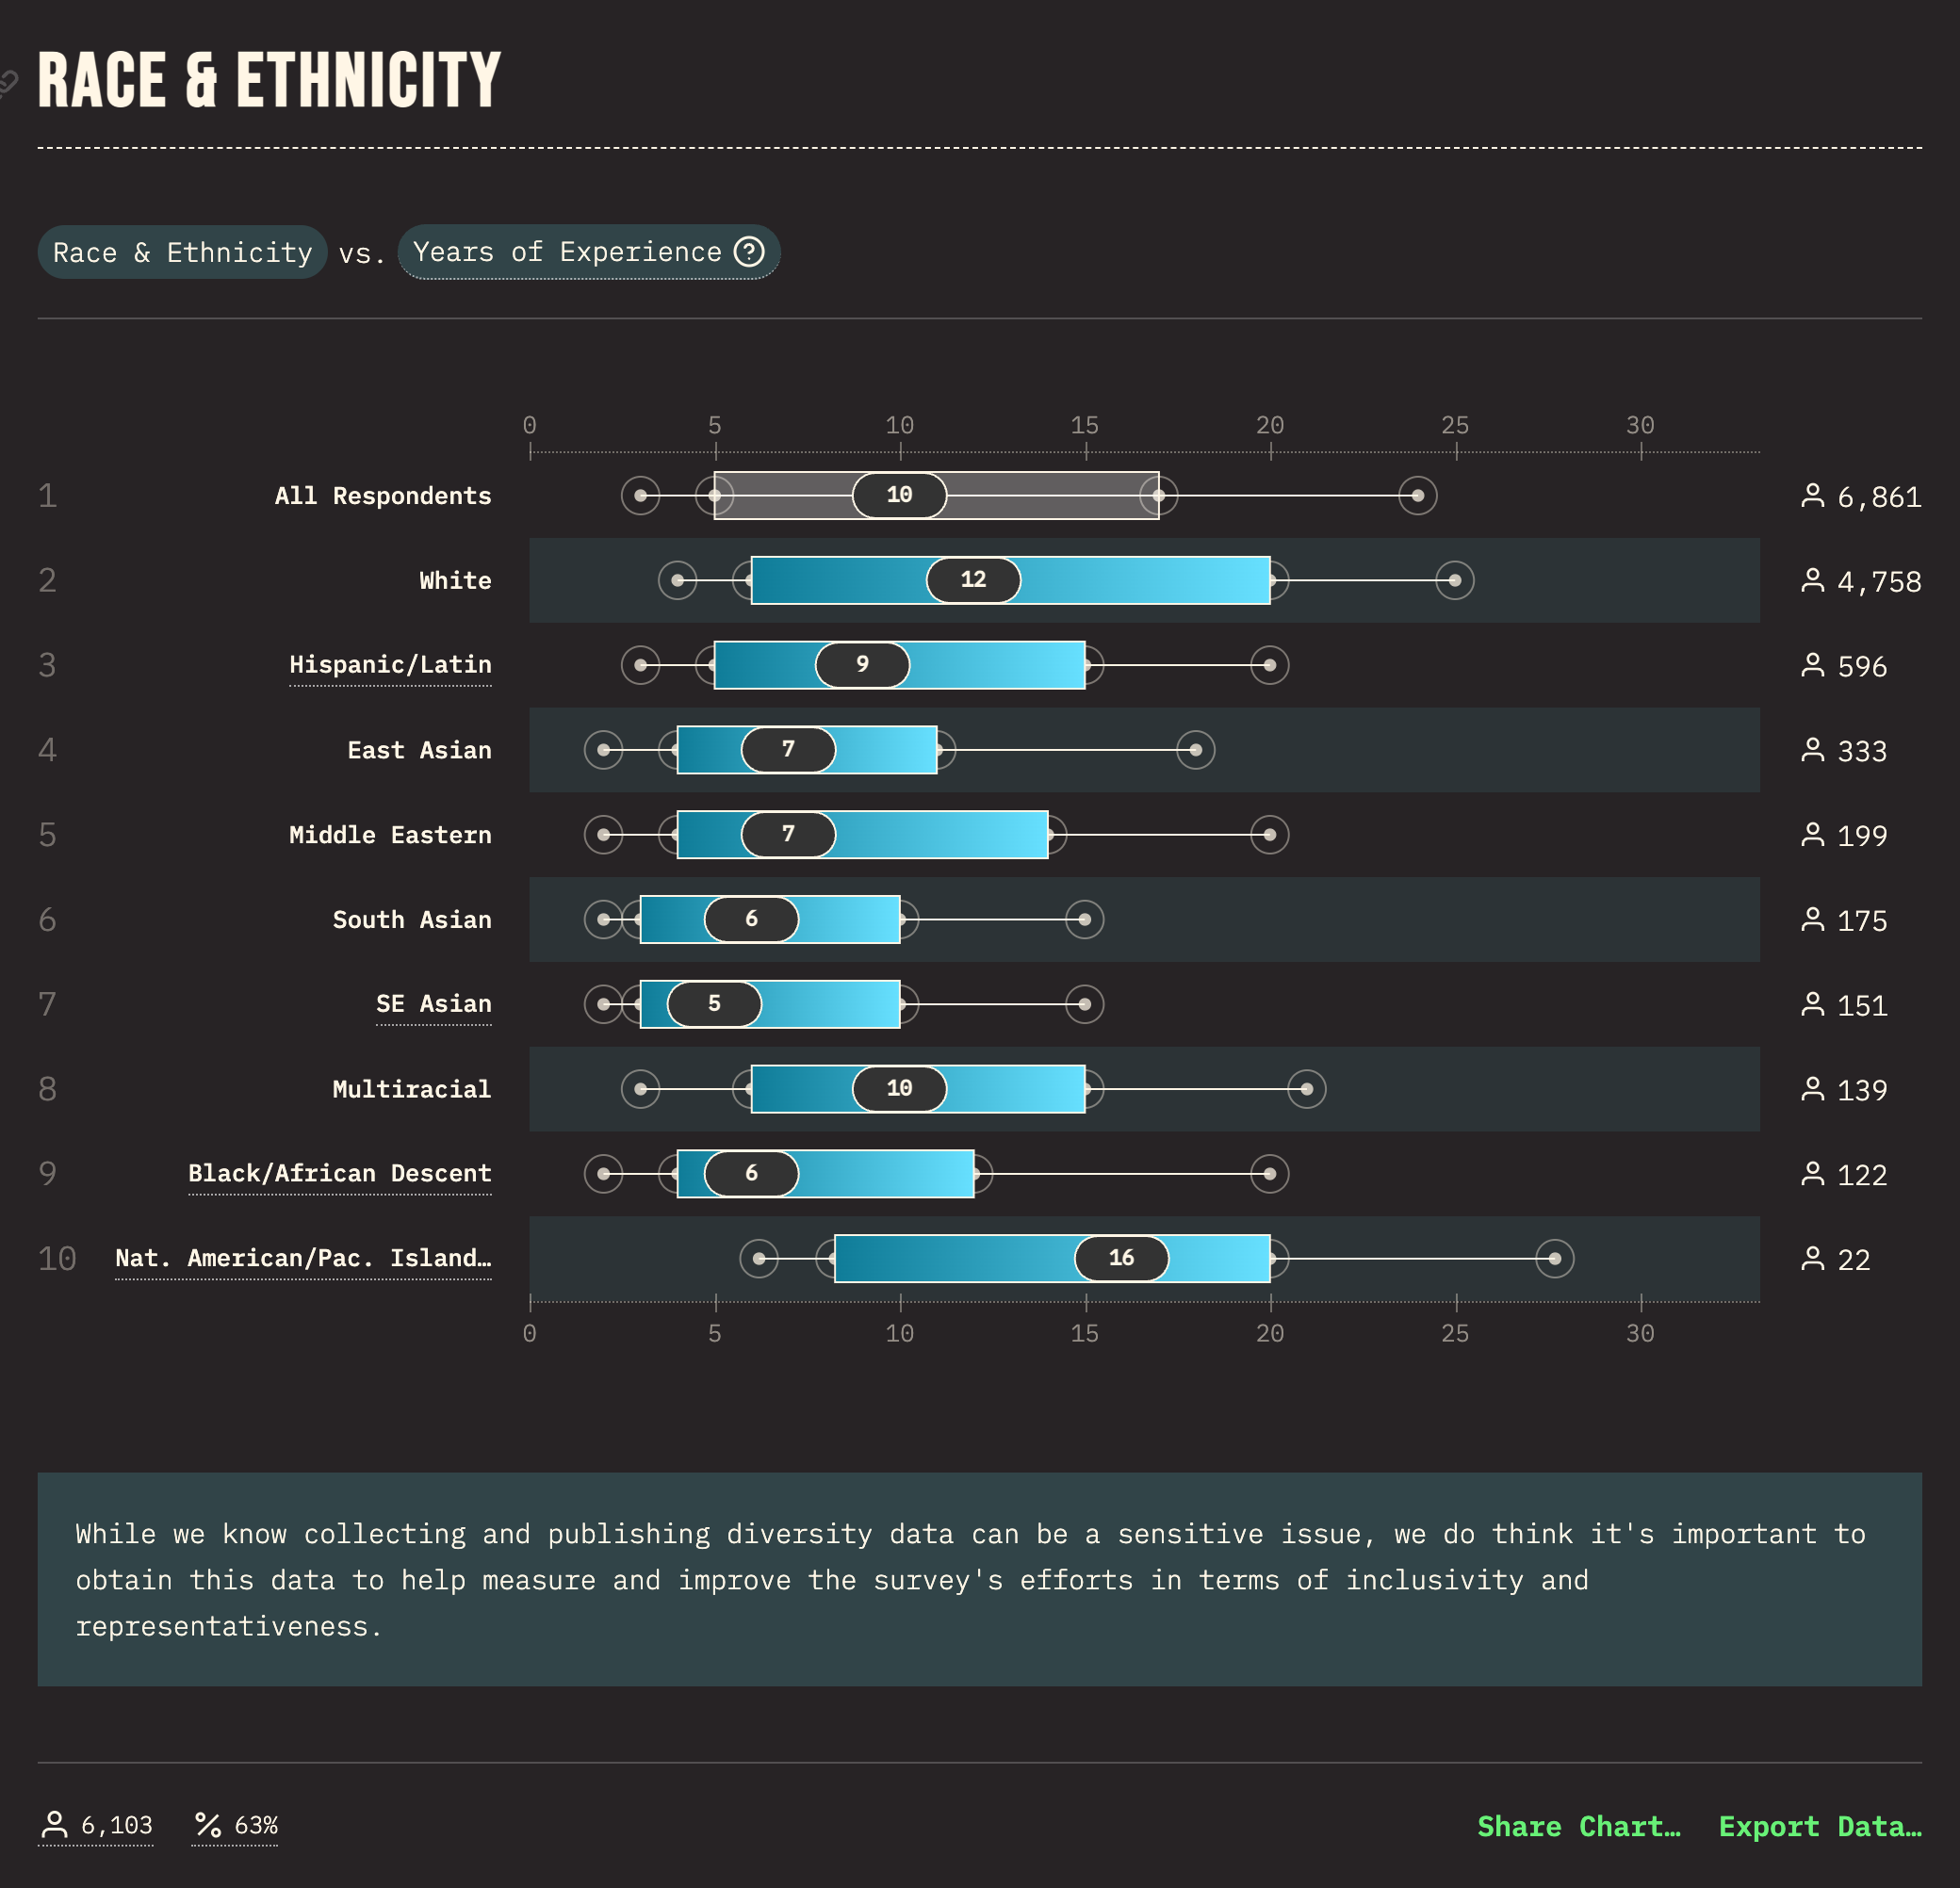 RACE & ETHNICITY
Race & Ethnicity vs. Years of Experience ?
0 5 10 15 20 25 30
1 All Respondents 10 6,861
2 White 12 4,758
3 Hispanic/Latin 9 596
4 East Asian 7 333
5 Middle Eastern 7 199
6 South Asian 6 175
7 SE Asian 5 151
8 Multiracial 10 139
9 Black/African Descent 6 122
10 Nat. American/Pac. Island… 16 22
0 5 10 15 20 25 30
While we know collecting and publishing diversity data can be a sensitive issue, we do think it's important to
obtain this data to help measure and improve the survey's efforts in terms of inclusivity and
representativeness.
6,103 % 63% Share Chart… Export Data…